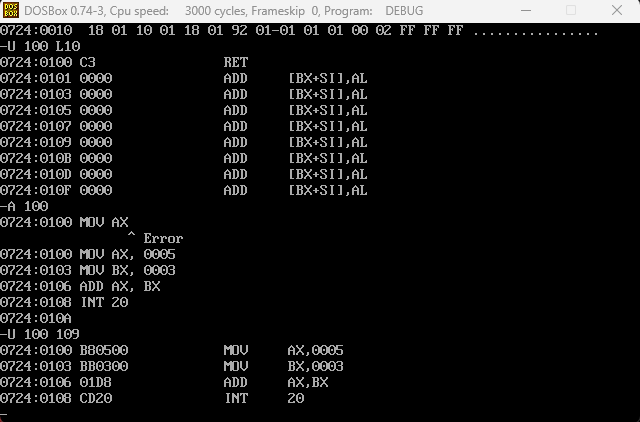 DOSBox 0.74-3, Cpu speed: 3000 cycles, Frameskip 0, Program: DEBUG
0724:0010 18 01 10 01 18 01 92 01-01 01 01 00 02 FF FF FF ................
-U 100 L10
0724:0100 C3 RET
0724:0101 0000 ADD [BX+SI],AL
0724:0103 0000 ADD [BX+SI],AL
0724:0105 0000 ADD [BX+SI],AL
0724:0107 0000 ADD [BX+SI],AL
0724:0109 0000 ADD [BX+SI],AL
0724:010B 0000 ADD [BX+SI],AL
0724:010D 0000 ADD [BX+SI],AL
0724:010F 0000 ADD [BX+SI],AL
-A 100
0724:0100 MOV AX
^ Error
0724:0100 MOV AX, 0005
0724:0103 MOV BX, 0003
0724:0106 ADD AX, BX
0724:0108 INT 20
0724:010A
-U 100 109
0724:0100 B80500 MOV AX,0005
0724:0103 BB0300 MOV BX,0003
0724:0106 01D8 ADD AX,BX
0724:0108 CD20 INT 20
-